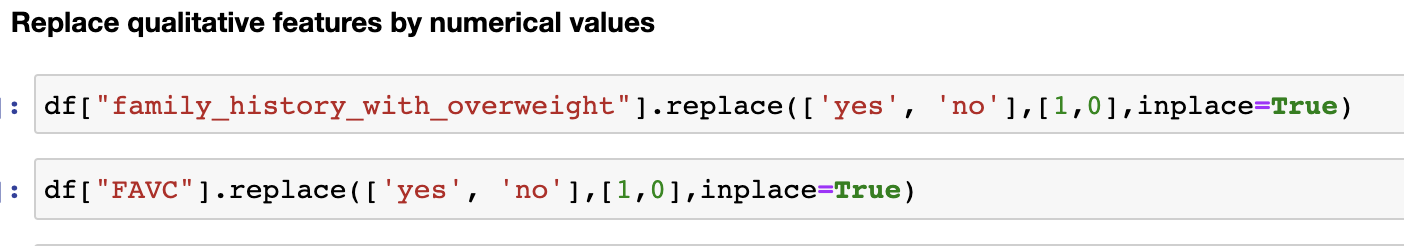 Replace qualitative features by numerical values
]: df["family_history_with_overweight"].replace(['yes', 'no'],[1,0],inplace=True)
]: df["FAVC"].replace(['yes', 'no'],[1,0],inplace=True)